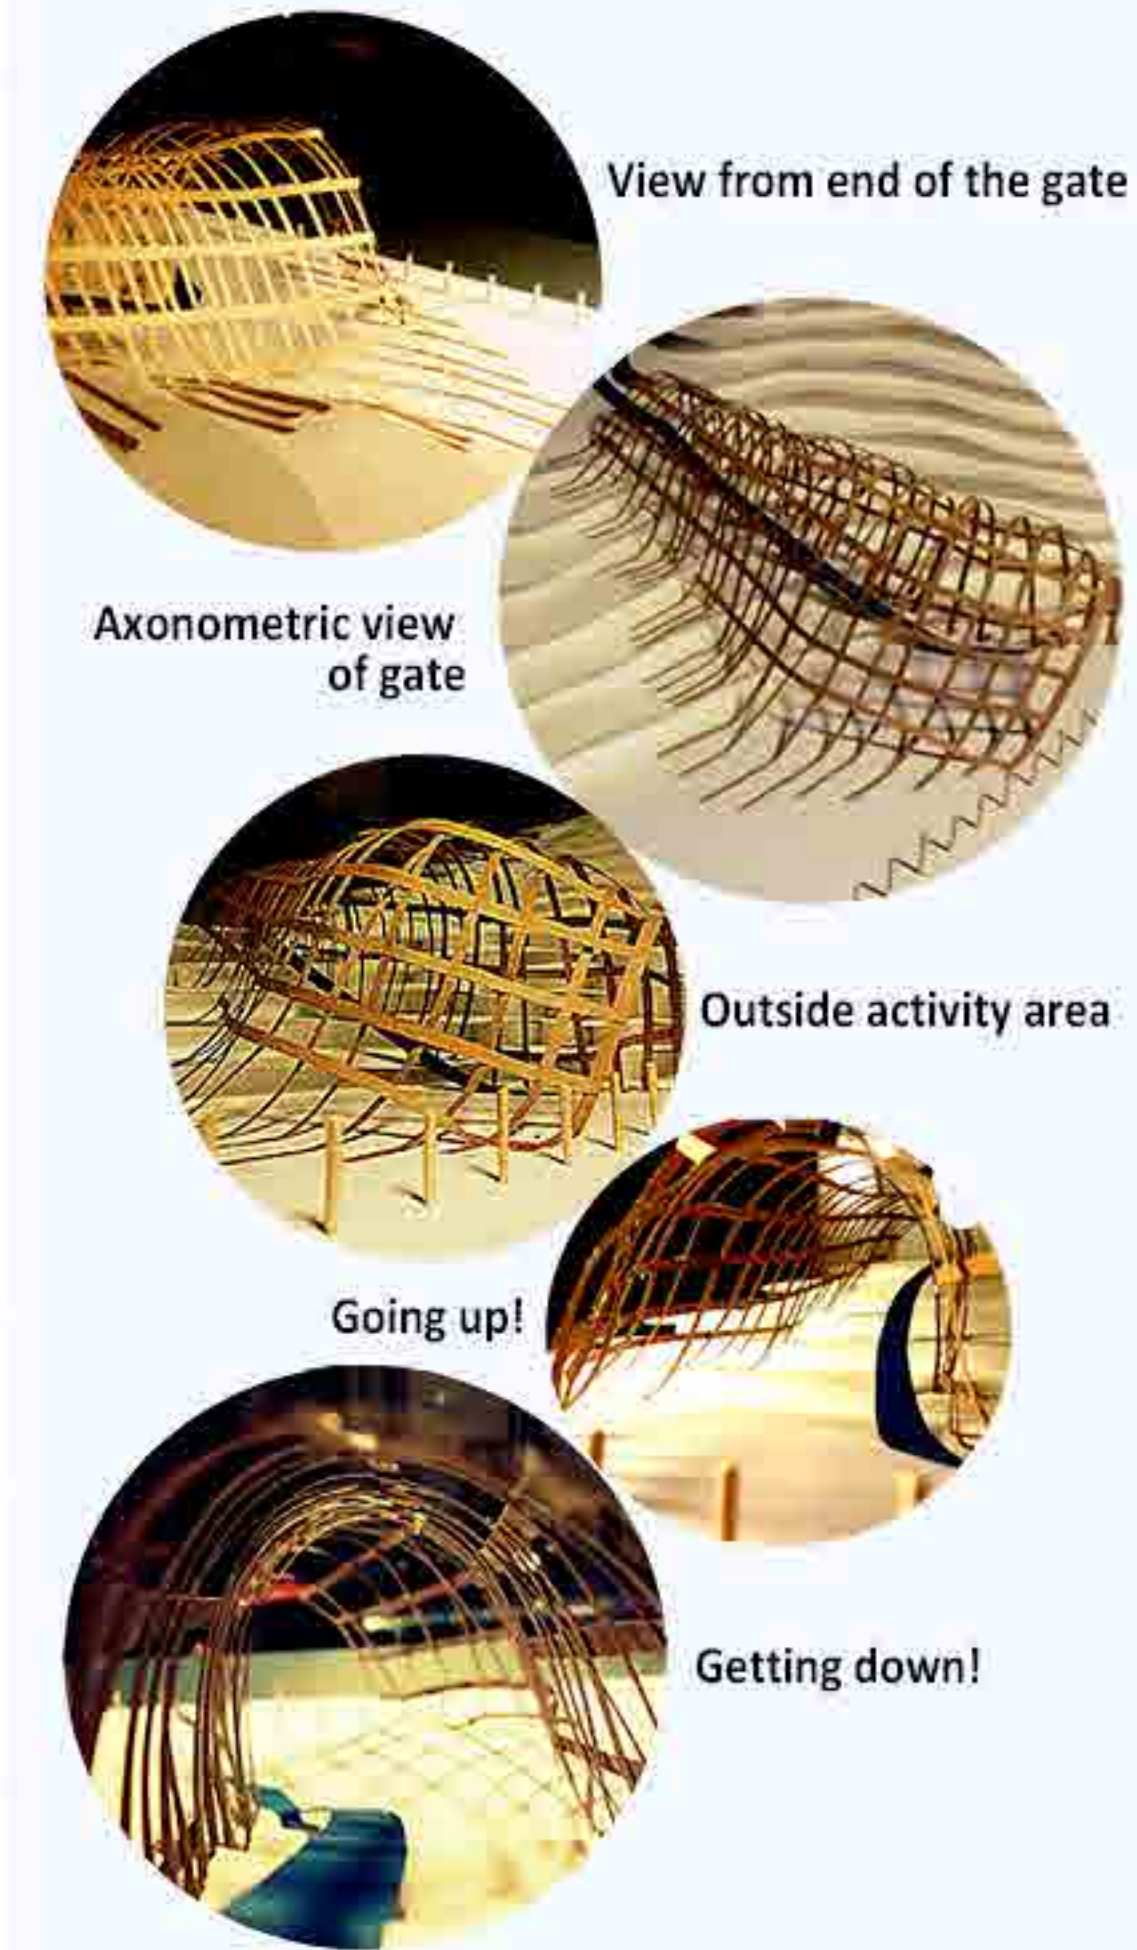 View from end of the gate
Axonometric view
of gate
Outside activity area
Going up!
Getting down!